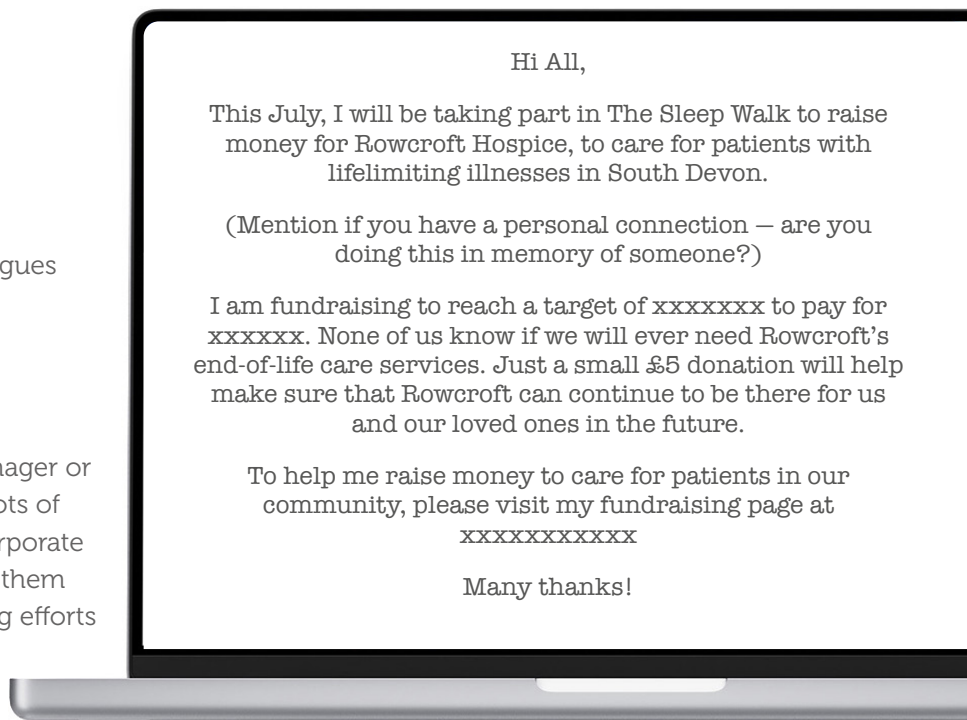 gues
nager or
ots of
rporate
them
g efforts
Hi All,
This July, I will be taking part in The Sleep Walk to raise
money for Rowcroft Hospice, to care for patients with
lifelimiting illnesses in South Devon.
(Mention if you have a personal connection – are you
doing this in memory of someone?)
I am fundraising to reach a target of xxxxxxx to pay for
xxxxxx. None of us know if we will ever need Rowcroft’s
end-of-life care services. Just a small £5 donation will help
make sure that Rowcroft can continue to be there for us
and our loved ones in the future.
To help me raise money to care for patients in our
community, please visit my fundraising page at
xxxxxxxxxxx
Many thanks!